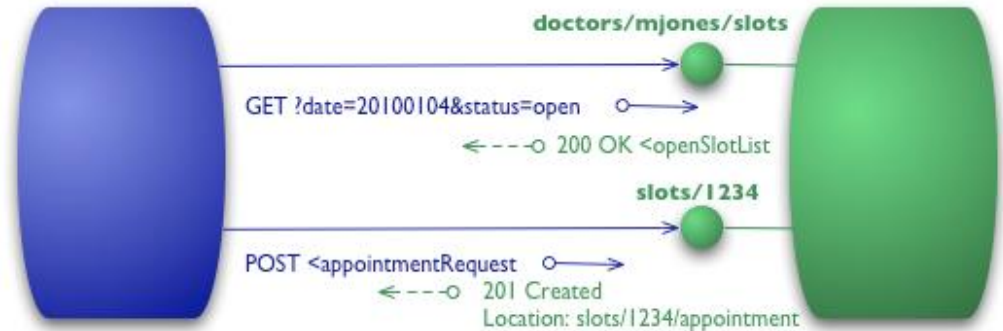 doctors/mjones/slots
GET ?date=20100104&status=open
200 OK <openSlotList
slots/1234
POST <appointmentRequest
201 Created
Location: slots/1234/appointment